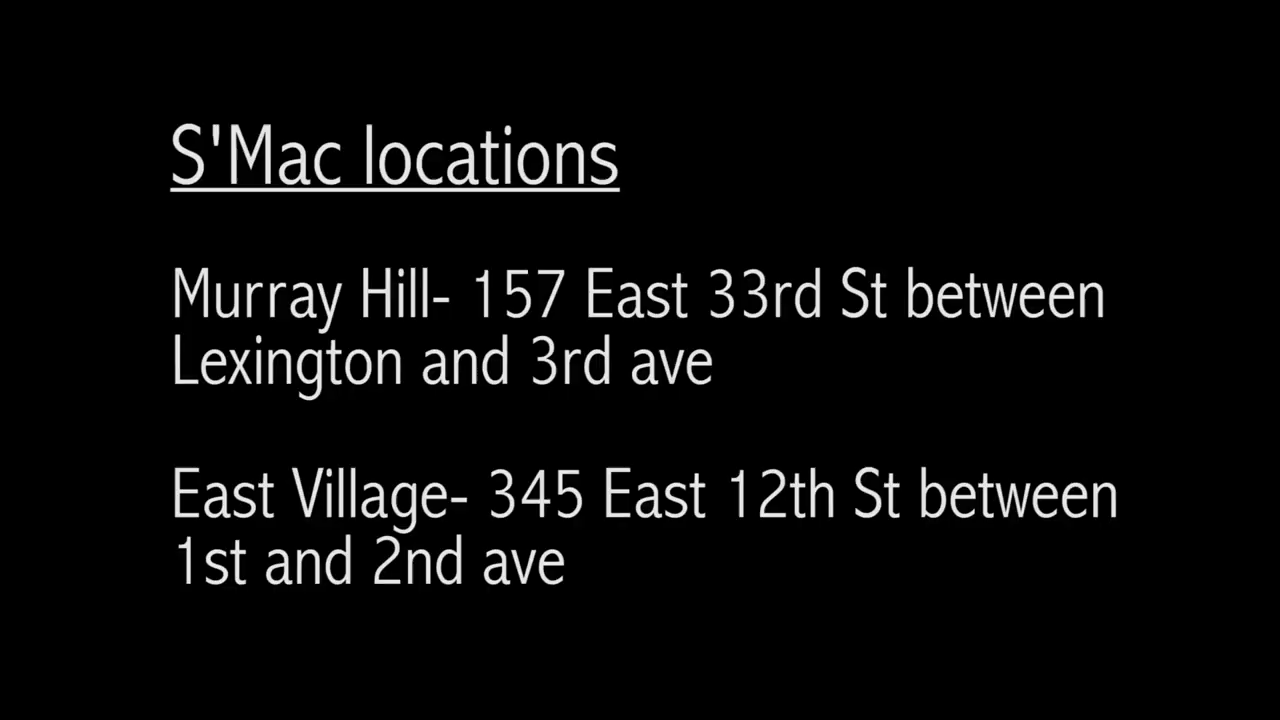 S'Mac locations
Murray Hill- 157 East 33rd St between
Lexington and 3rd ave
East Village- 345 East 12th St between
1st and 2nd ave